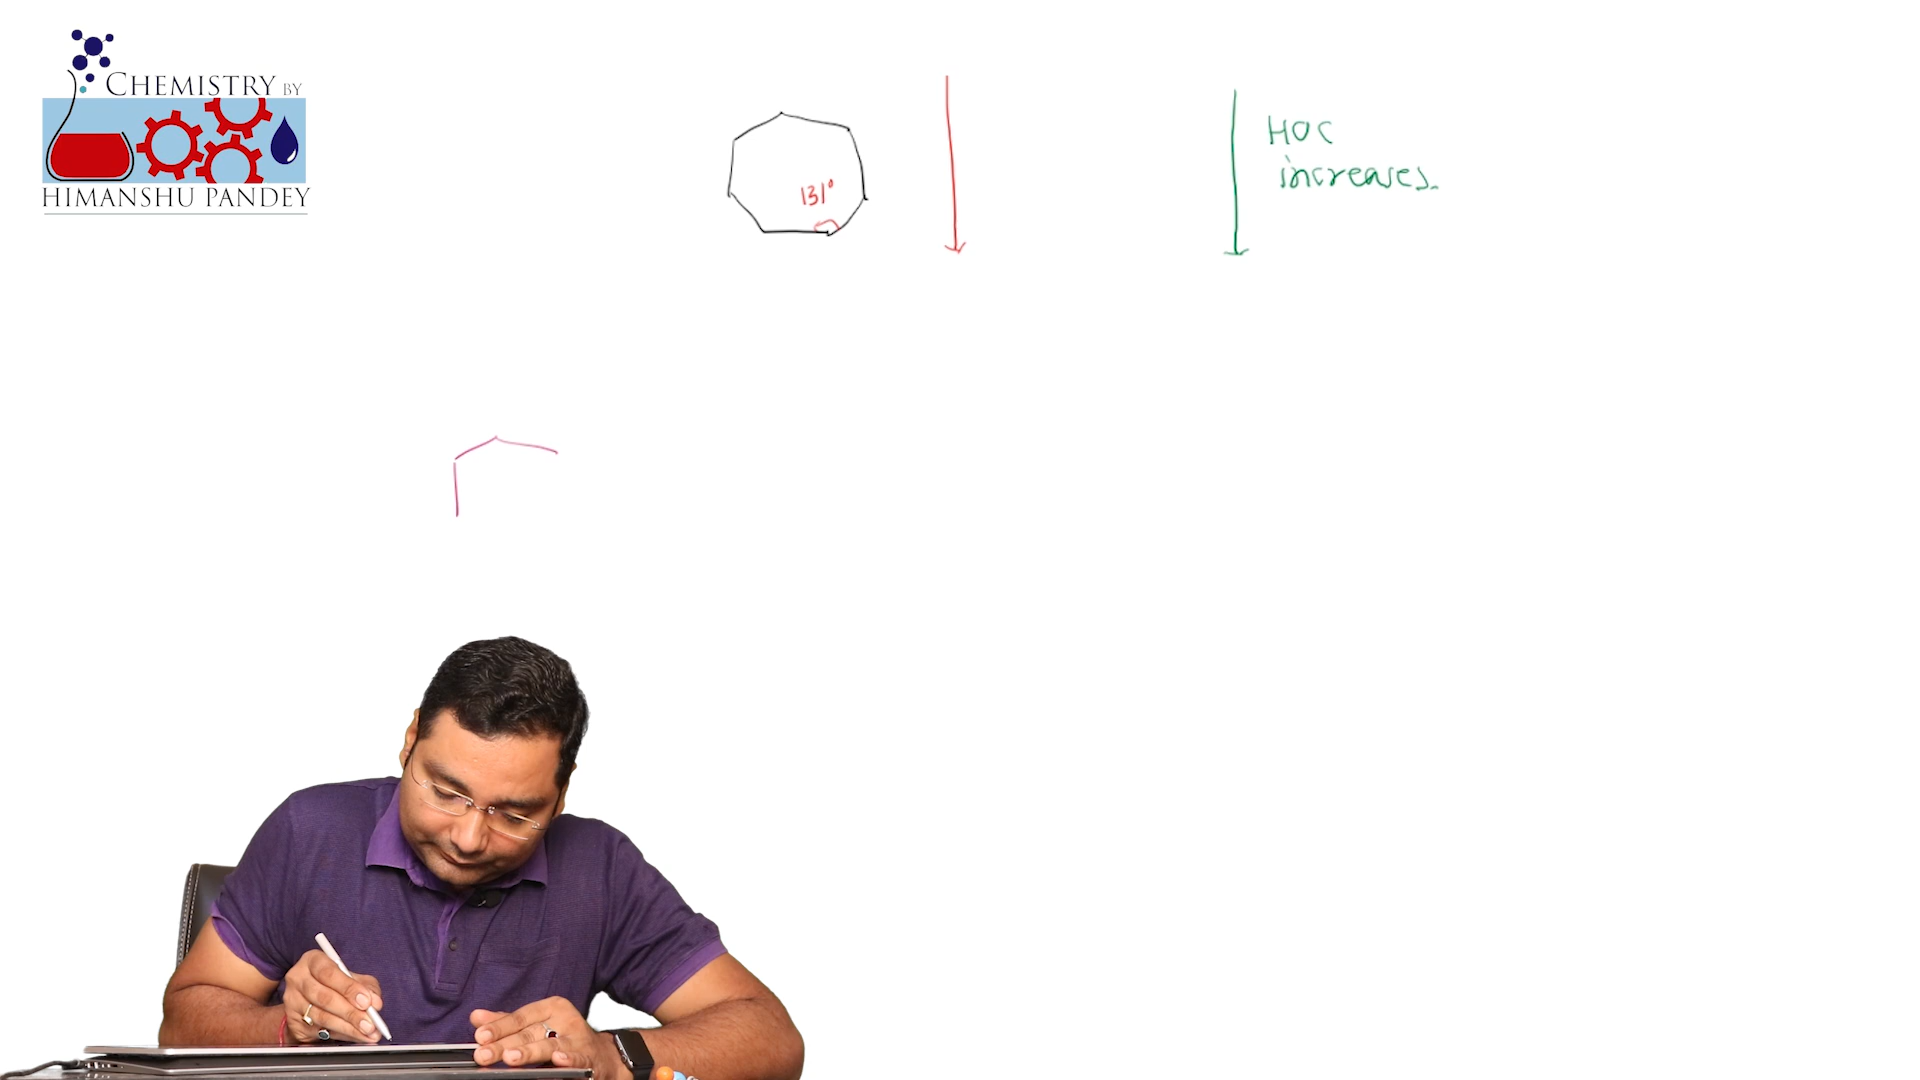 CHEMISTRY BY
HIMANSHU PANDEY
131°
HOC
increases.